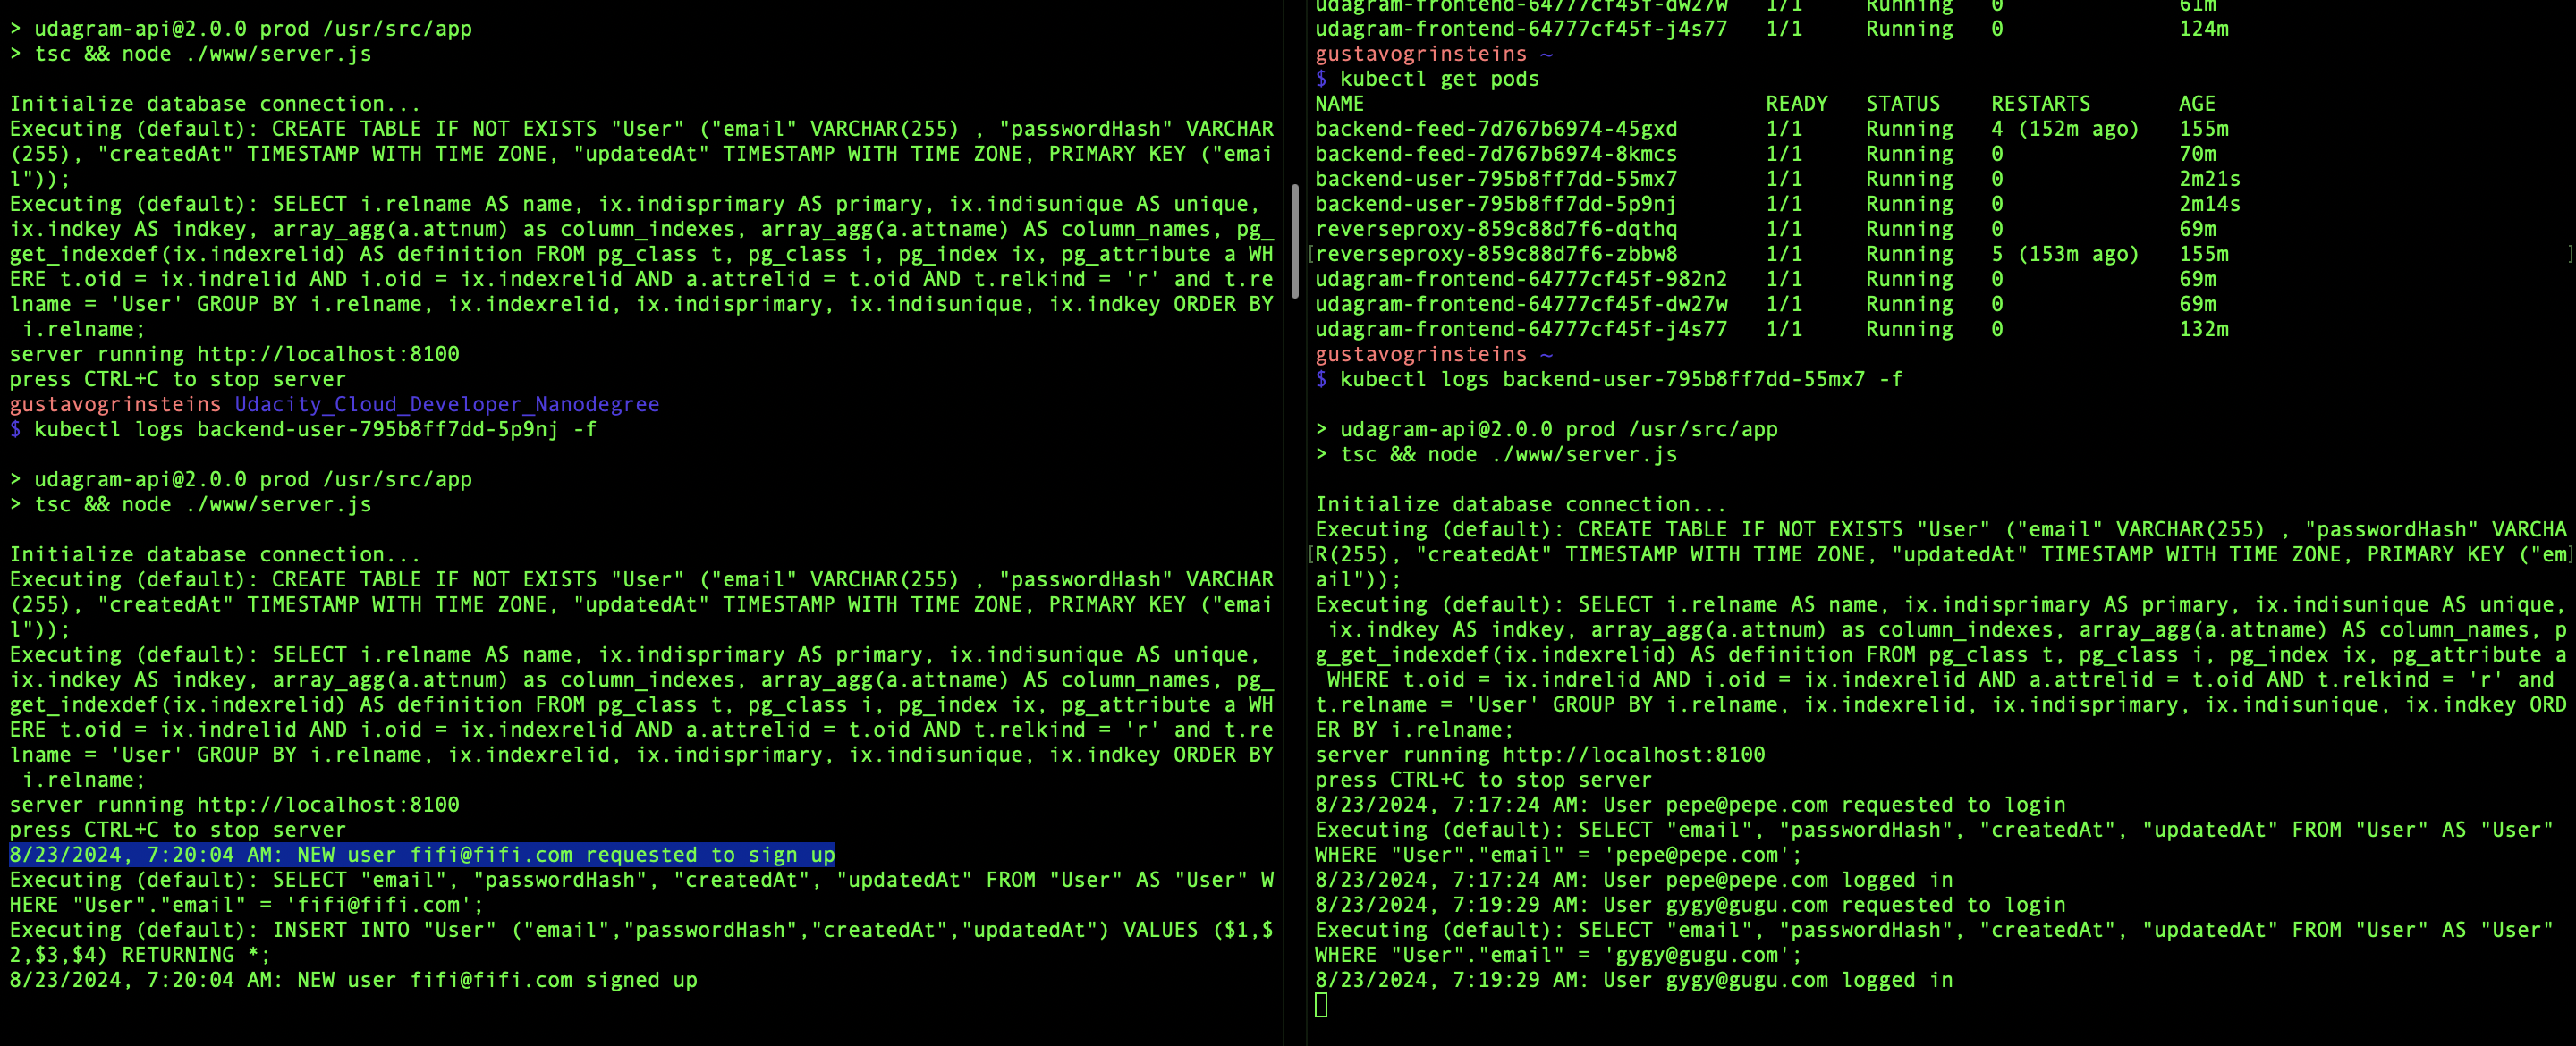 > udagram-api@2.0.0 prod /usr/src/app
> tsc && node ./www/server.js
Initialize database connection...
Executing (default): CREATE TABLE IF NOT EXISTS "User" ("email" VARCHAR(255) , "passwordHash" VARCHAR
(255), "createdAt" TIMESTAMP WITH TIME ZONE, "updatedAt" TIMESTAMP WITH TIME ZONE, PRIMARY KEY ("emai
l"));
Executing (default): SELECT i.relname AS name, ix.indisprimary AS primary, ix.indisunique AS unique,
ix.indkey AS indkey, array_agg(a.attnum) as column_indexes, array_agg(a.attname) AS column_names, pg_
get_indexdef(ix.indexrelid) AS definition FROM pg_class t, pg_class i, pg_index ix, pg_attribute a WH
ERE t.oid = ix.indrelid AND i.oid = ix.indexrelid AND a.attrelid = t.oid AND t.relkind = 'r' and t.re
lname = 'User' GROUP BY i.relname, ix.indexrelid, ix.indisprimary, ix.indisunique, ix.indkey ORDER BY
 i.relname;
server running http://localhost:8100
press CTRL+C to stop server
gustavogrinsteins Udacity_Cloud_Developer_Nanodegree
$ kubectl logs backend-user-795b8ff7dd-5p9nj -f
> udagram-api@2.0.0 prod /usr/src/app
> tsc && node ./www/server.js
Initialize database connection...
Executing (default): CREATE TABLE IF NOT EXISTS "User" ("email" VARCHAR(255) , "passwordHash" VARCHAR
(255), "createdAt" TIMESTAMP WITH TIME ZONE, "updatedAt" TIMESTAMP WITH TIME ZONE, PRIMARY KEY ("emai
l"));
Executing (default): SELECT i.relname AS name, ix.indisprimary AS primary, ix.indisunique AS unique,
ix.indkey AS indkey, array_agg(a.attnum) as column_indexes, array_agg(a.attname) AS column_names, pg_
get_indexdef(ix.indexrelid) AS definition FROM pg_class t, pg_class i, pg_index ix, pg_attribute a WH
ERE t.oid = ix.indrelid AND i.oid = ix.indexrelid AND a.attrelid = t.oid AND t.relkind = 'r' and t.re
lname = 'User' GROUP BY i.relname, ix.indexrelid, ix.indisprimary, ix.indisunique, ix.indkey ORDER BY
 i.relname;
server running http://localhost:8100
press CTRL+C to stop server
8/23/2024, 7:20:04 AM: NEW user fifi@fifi.com requested to sign up
Executing (default): SELECT "email", "passwordHash", "createdAt", "updatedAt" FROM "User" AS "User" W
HERE "User"."email" = 'fifi@fifi.com';
Executing (default): INSERT INTO "User" ("email","passwordHash","createdAt","updatedAt") VALUES ($1,$
2,$3,$4) RETURNING *;
8/23/2024, 7:20:04 AM: NEW user fifi@fifi.com signed up
udagram-frontend-64777cf45f-dw27w 1/1 Running 0 61m
udagram-frontend-64777cf45f-j4s77 1/1 Running 0 124m
gustavogrinsteins ~
$ kubectl get pods
NAME READY STATUS RESTARTS AGE
backend-feed-7d767b6974-45gxd 1/1 Running 4 (152m ago) 155m
backend-feed-7d767b6974-8kmcs 1/1 Running 0 70m
backend-user-795b8ff7dd-55mx7 1/1 Running 0 2m21s
backend-user-795b8ff7dd-5p9nj 1/1 Running 0 2m14s
reverseproxy-859c88d7f6-dqthq 1/1 Running 0 69m
[reverseproxy-859c88d7f6-zbbw8 1/1 Running 5 (153m ago) 155m ]
udagram-frontend-64777cf45f-982n2 1/1 Running 0 69m
udagram-frontend-64777cf45f-dw27w 1/1 Running 0 69m
udagram-frontend-64777cf45f-j4s77 1/1 Running 0 132m
gustavogrinsteins ~
$ kubectl logs backend-user-795b8ff7dd-55mx7 -f
> udagram-api@2.0.0 prod /usr/src/app
> tsc && node ./www/server.js
Initialize database connection...
Executing (default): CREATE TABLE IF NOT EXISTS "User" ("email" VARCHAR(255) , "passwordHash" VARCHA
[R(255), "createdAt" TIMESTAMP WITH TIME ZONE, "updatedAt" TIMESTAMP WITH TIME ZONE, PRIMARY KEY ("em]
ail"));
Executing (default): SELECT i.relname AS name, ix.indisprimary AS primary, ix.indisunique AS unique,
 ix.indkey AS indkey, array_agg(a.attnum) as column_indexes, array_agg(a.attname) AS column_names, p
g_get_indexdef(ix.indexrelid) AS definition FROM pg_class t, pg_class i, pg_index ix, pg_attribute a
 WHERE t.oid = ix.indrelid AND i.oid = ix.indexrelid AND a.attrelid = t.oid AND t.relkind = 'r' and
t.relname = 'User' GROUP BY i.relname, ix.indexrelid, ix.indisprimary, ix.indisunique, ix.indkey ORD
ER BY i.relname;
server running http://localhost:8100
press CTRL+C to stop server
8/23/2024, 7:17:24 AM: User pepe@pepe.com requested to login
Executing (default): SELECT "email", "passwordHash", "createdAt", "updatedAt" FROM "User" AS "User"
WHERE "User"."email" = 'pepe@pepe.com';
8/23/2024, 7:17:24 AM: User pepe@pepe.com logged in
8/23/2024, 7:19:29 AM: User gygy@gugu.com requested to login
Executing (default): SELECT "email", "passwordHash", "createdAt", "updatedAt" FROM "User" AS "User"
WHERE "User"."email" = 'gygy@gugu.com';
8/23/2024, 7:19:29 AM: User gygy@gugu.com logged in